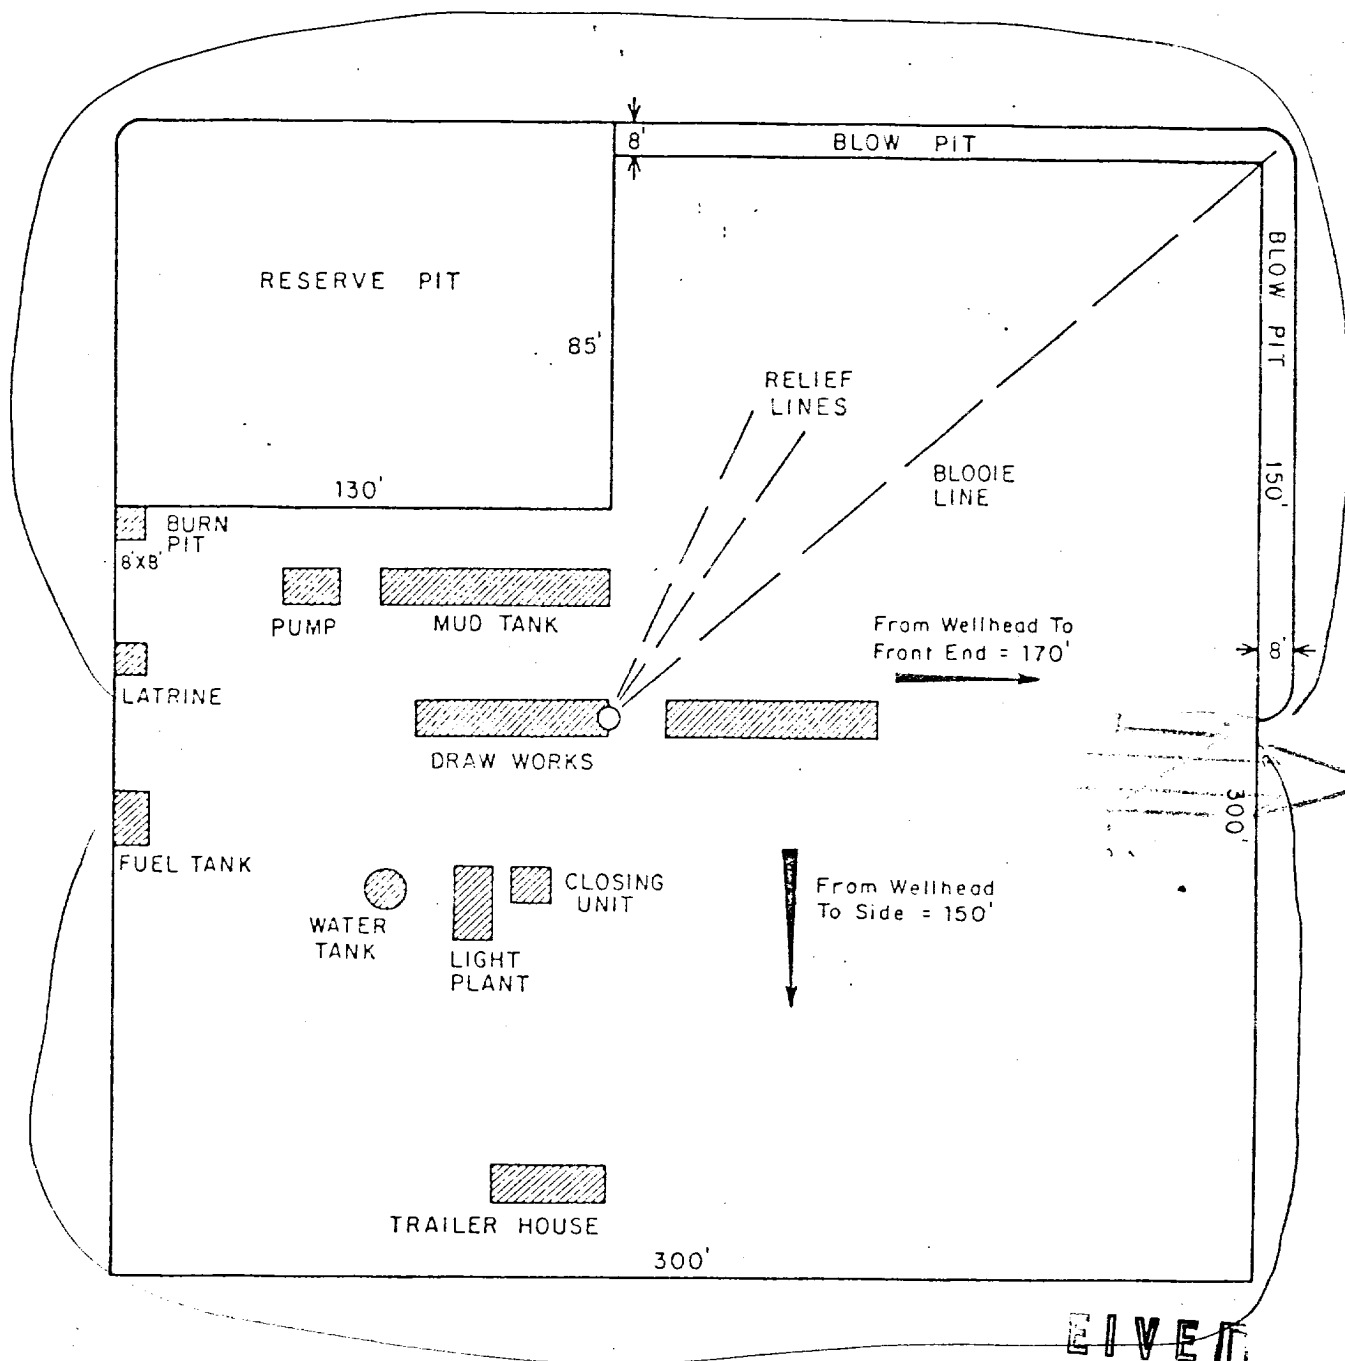 8'
BLOW PIT
RESERVE PIT
85'
130'
BLOW PIT
150'
8'
RELIEF
LINES
BLOOIE
LINE
BURN
PIT
8'X8'
PUMP
MUD TANK
From Wellhead To
Front End = 170'
LATRINE
DRAW WORKS
300'
FUEL TANK
WATER
TANK
LIGHT
PLANT
CLOSING
UNIT
From Wellhead
To Side = 150'
TRAILER HOUSE
300'
EIVED